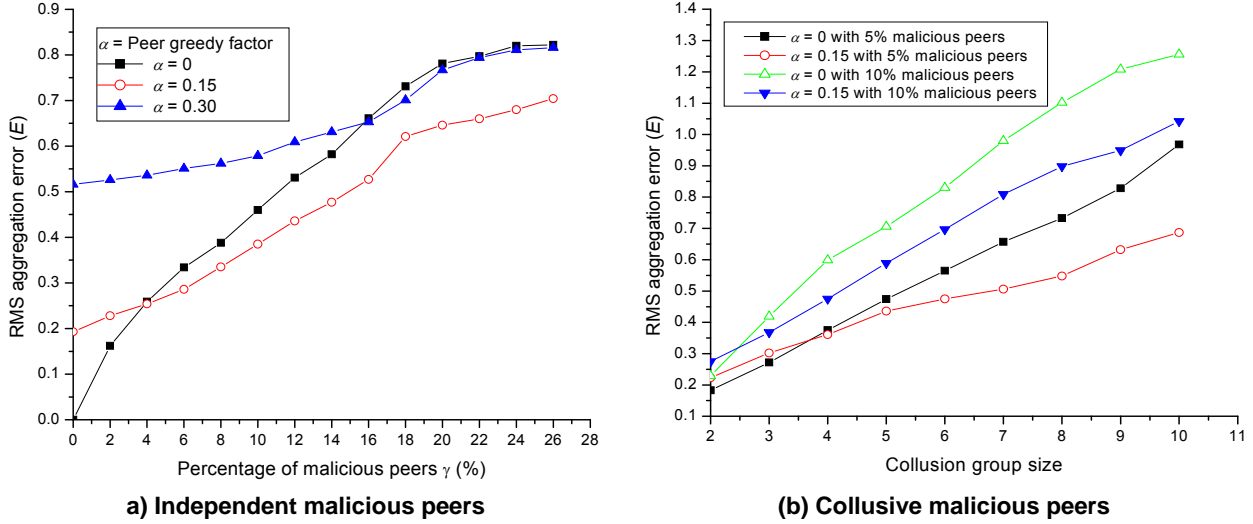 RMS aggregation error (E)
0.9
0.8
0.7
0.6
0.5
0.4
0.3
0.2
0.1
0.0
α = Peer greedy factor
α = 0
α = 0.15
α = 0.30
0 2 4 6 8 10 12 14 16 18 20 22 24 26 28
Percentage of malicious peers γ (%)
a) Independent malicious peers
RMS aggregation error (E)
1.4
1.3
1.2
1.1
1.0
0.9
0.8
0.7
0.6
0.5
0.4
0.3
0.2
0.1
α = 0 with 5% malicious peers
α = 0.15 with 5% malicious peers
α = 0 with 10% malicious peers
α = 0.15 with 10% malicious peers
2 3 4 5 6 7 8 9 10 11
Collusion group size
(b) Collusive malicious peers